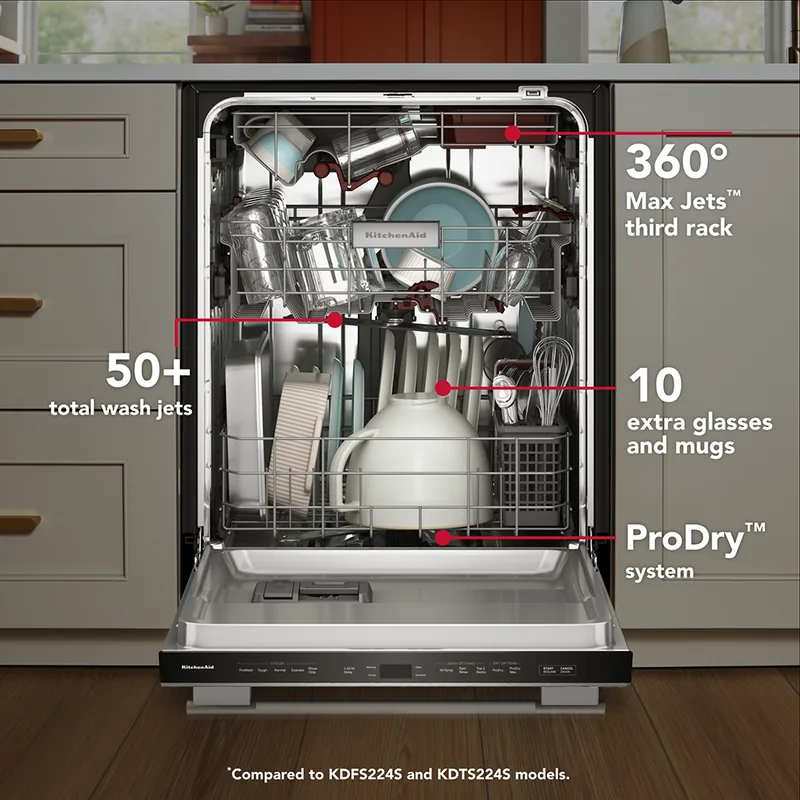 360°
Max Jets™
third rack
KitchenAid
50+
total wash jets
10
extra glasses
and mugs
ProDry™
system
KitchenAid
*Compared to KDFS224S and KDTS224S models.